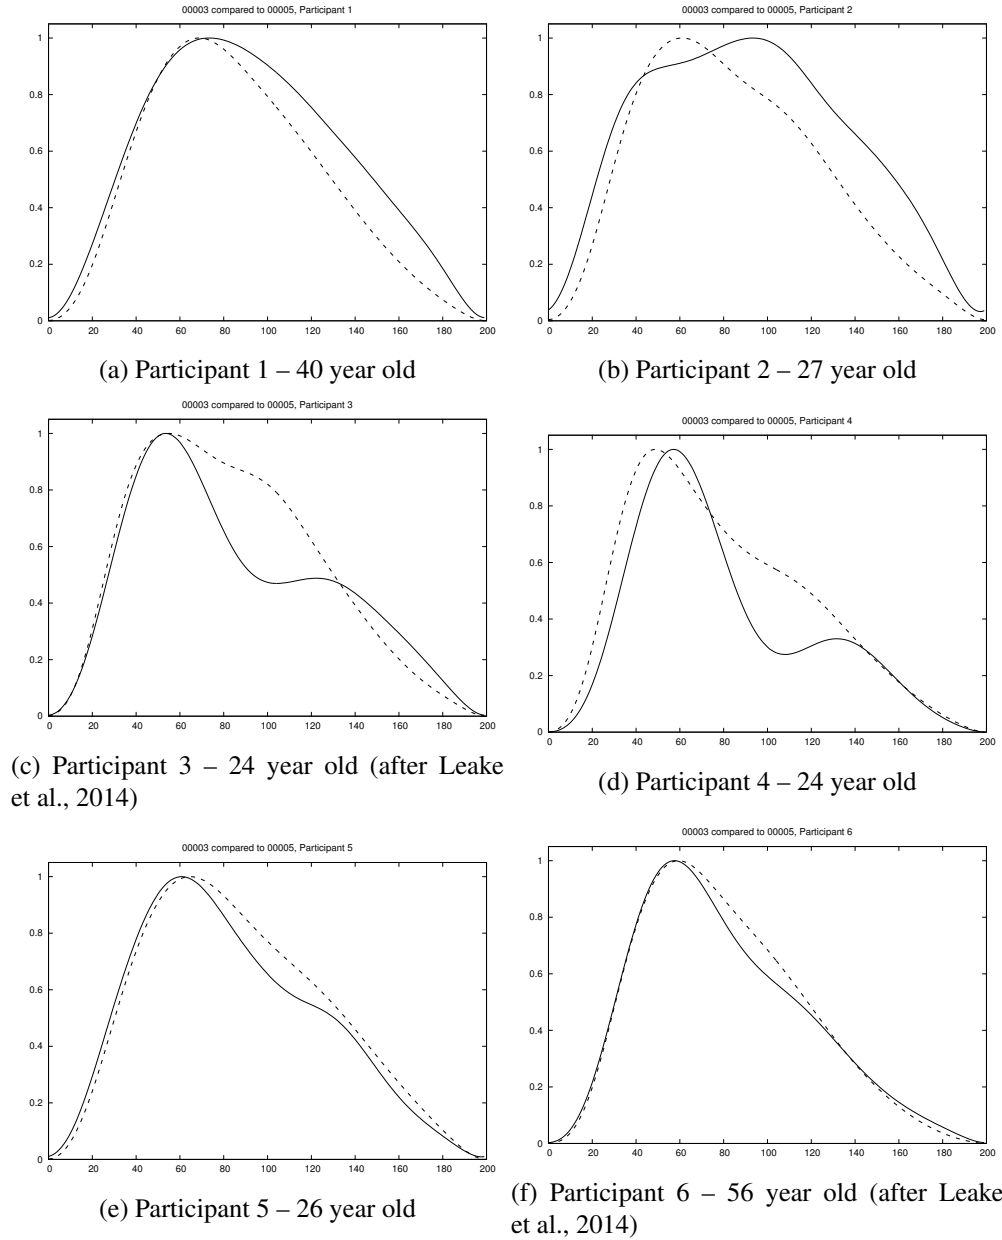 00003 compared to 00005, Participant 1
1
0.8
0.6
0.4
0.2
0
0 20 40 60 80 100 120 140 160 180 200
(a) Participant 1 – 40 year old
00003 compared to 00005, Participant 2
1
0.8
0.6
0.4
0.2
0
0 20 40 60 80 100 120 140 160 180 200
(b) Participant 2 – 27 year old
00003 compared to 00005, Participant 3
1
0.8
0.6
0.4
0.2
0
0 20 40 60 80 100 120 140 160 180 200
(c) Participant 3 – 24 year old (after Leake
et al., 2014)
00003 compared to 00005, Participant 4
1
0.8
0.6
0.4
0.2
0
0 20 40 60 80 100 120 140 160 180 200
(d) Participant 4 – 24 year old
00003 compared to 00005, Participant 5
1
0.8
0.6
0.4
0.2
0
0 20 40 60 80 100 120 140 160 180 200
(e) Participant 5 – 26 year old
00003 compared to 00005, Participant 6
1
0.8
0.6
0.4
0.2
0
0 20 40 60 80 100 120 140 160 180 200
(f) Participant 6 – 56 year old (after Leake
et al., 2014)